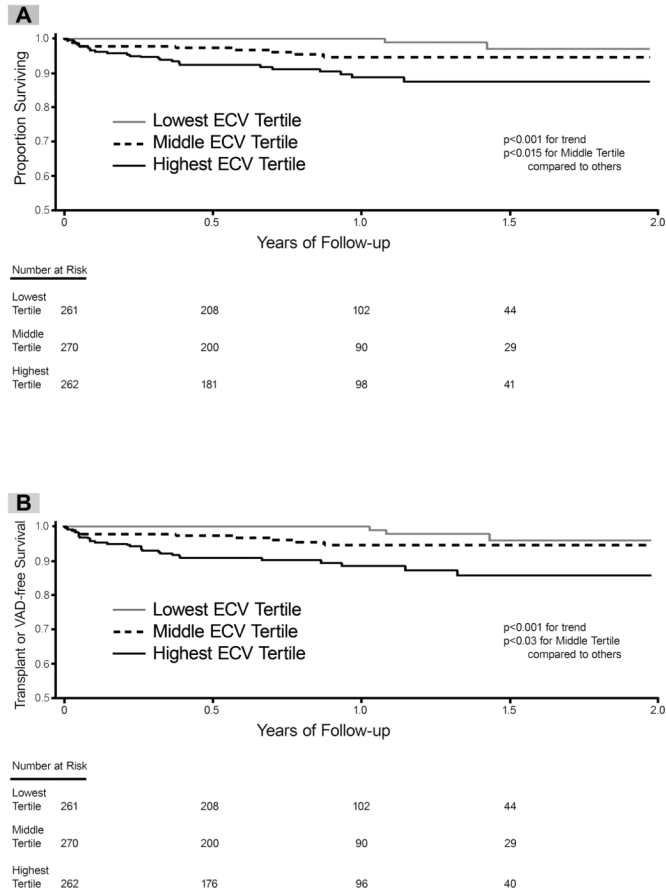 A
Proportion Surviving
1.0
0.9
0.8
0.7
0.6
0.5
Lowest ECV Tertile
Middle ECV Tertile
Highest ECV Tertile
p<0.001 for trend
p<0.015 for Middle Tertile
compared to others
0 0.5 1.0 1.5 2.0
Years of Follow-up
Number at Risk
Lowest
Tertile 261 208 102 44
Middle
Tertile 270 200 90 29
Highest
Tertile 262 181 98 41
B
Transplant or VAD-free Survival
1.0
0.9
0.8
0.7
0.6
0.5
Lowest ECV Tertile
Middle ECV Tertile
Highest ECV Tertile
p<0.001 for trend
p<0.03 for Middle Tertile
compared to others
0 0.5 1.0 1.5 2.0
Years of Follow-up
Number at Risk
Lowest
Tertile 261 208 102 44
Middle
Tertile 270 200 90 29
Highest
Tertile 262 176 96 40